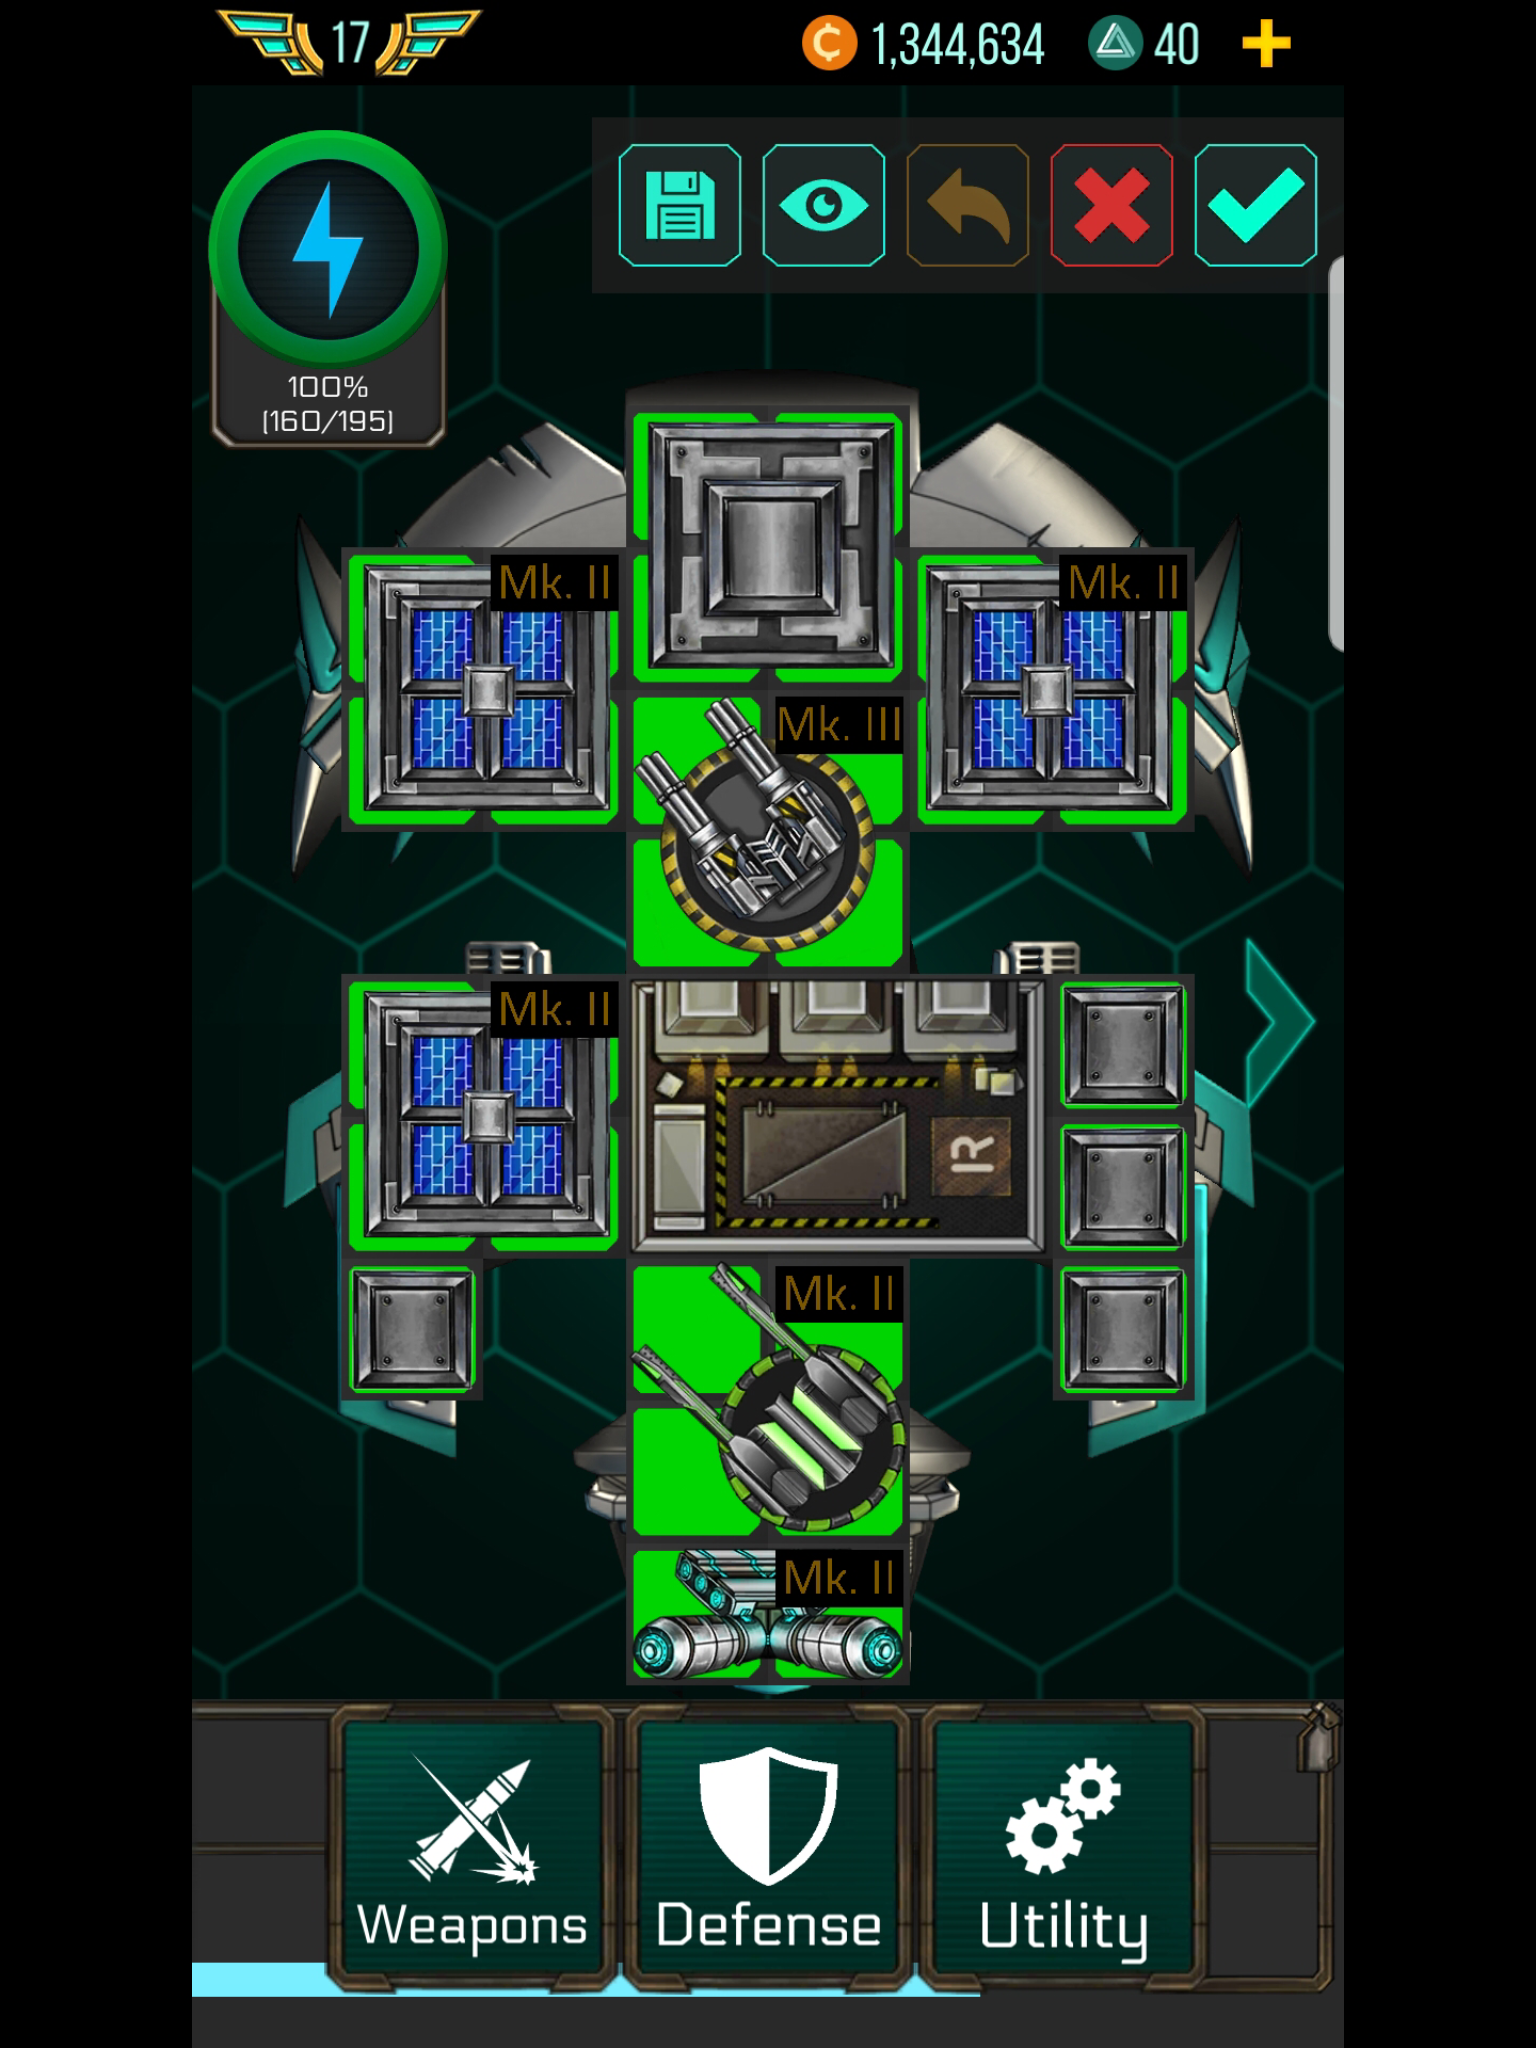 17
1,344,634
40
100%
(160/195)
Mk. II
Mk. II
Mk. III
Mk. II
IR
Mk. II
Mk. II
Weapons
Defense
Utility